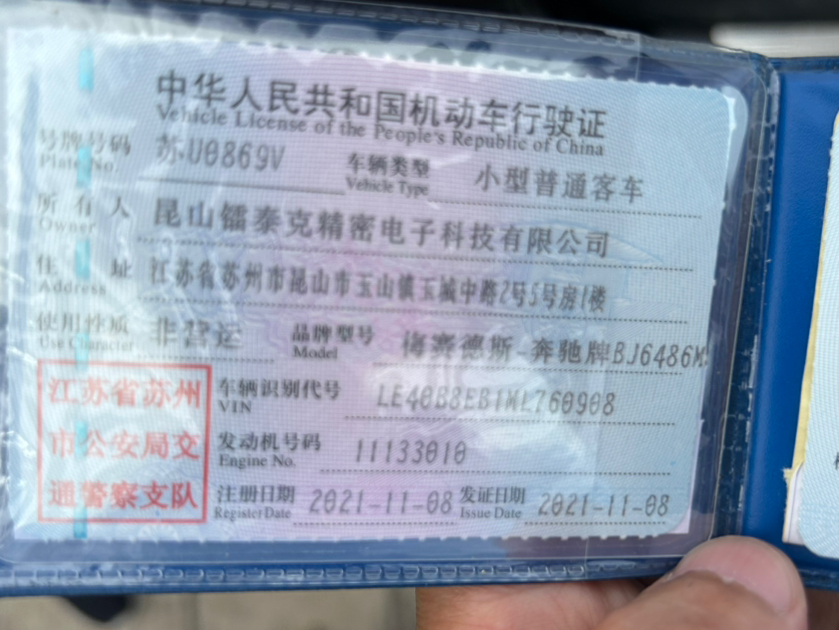 中华人民共和国机动车行驶证
Vehicle License of the People's Republic of China
号牌号码 苏·U0869V 车辆类型 小型普通客车
Plate No. Vehicle Type
所有人 昆山镭泰克精密电子科技有限公司
Owner
住址 江苏省苏州市昆山市玉山镇玉城中路2号5号房1楼
Address
使用性质 非营运 品牌型号 梅赛德斯-奔驰牌BJ6486M
Use Character Model
江苏省苏州 车辆识别代号 LE40B8EB1ML760908
VIN
市公安局交 发动机号码 11133010
Engine No.
通警察支队 注册日期 2021-11-08 发证日期 2021-11-08
Register Date Issue Date